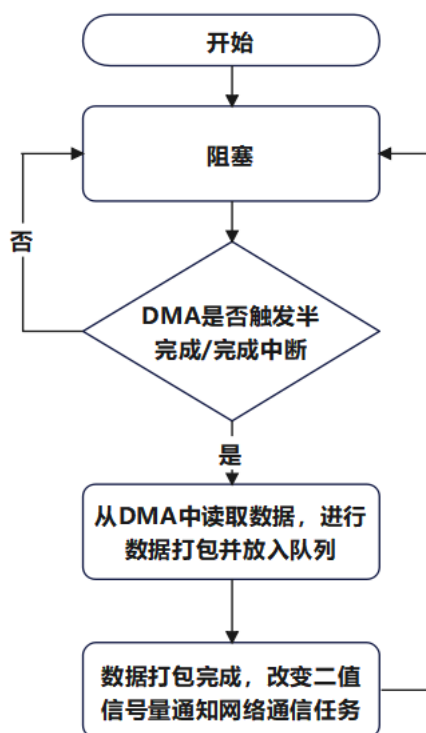 开始
阻塞
否
DMA是否触发半
完成/完成中断
是
从DMA中读取数据，进行
数据打包并放入队列
数据打包完成，改变二值
信号量通知网络通信任务